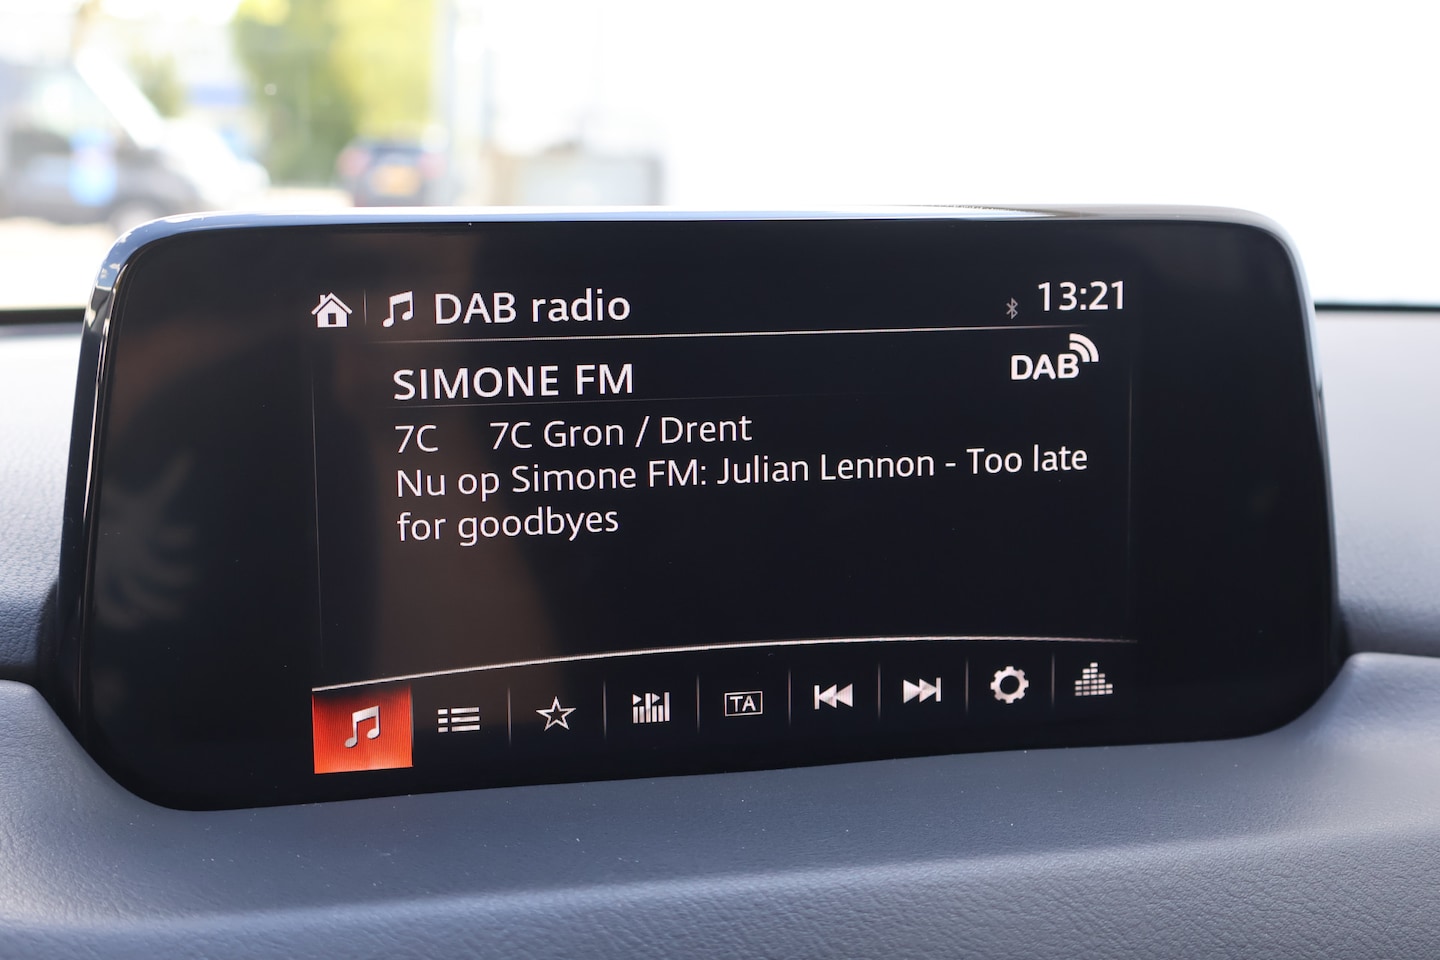 DAB radio 13:21
SIMONE FM DAB
7C 7C Gron / Drent
Nu op Simone FM: Julian Lennon - Too late
for goodbyes
TA